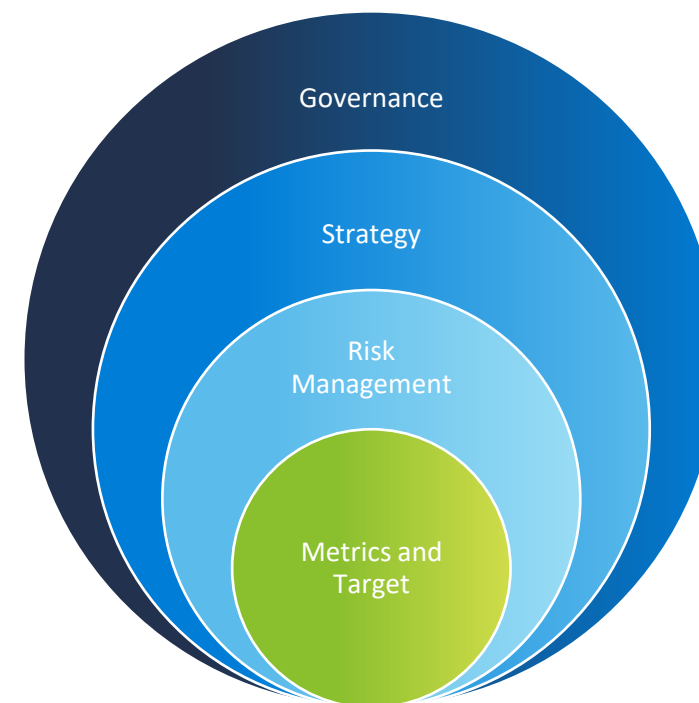 Governance
Strategy
Risk
Management
Metrics and
Target